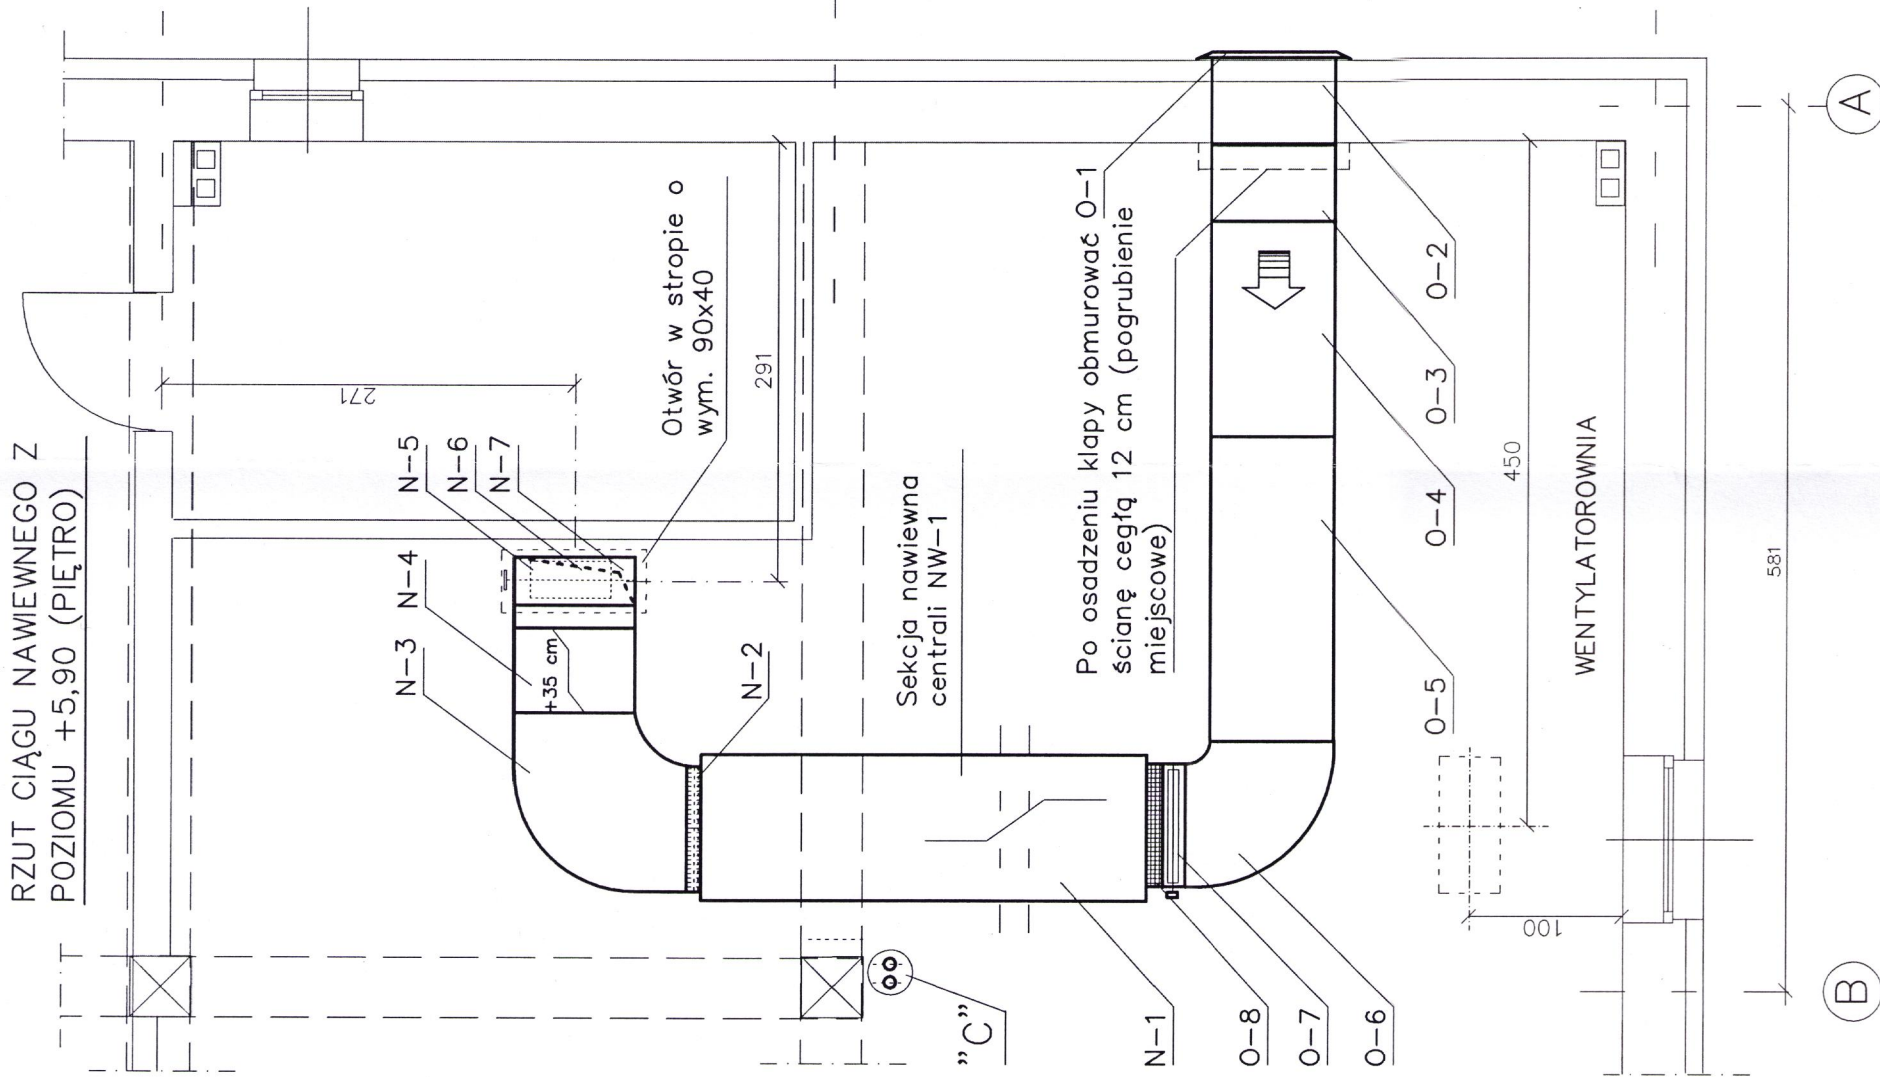 RZUT CIĄGU NAWIEWNEGO Z
POZIOMU +5,90 (PIĘTRO)
271
291
Otwór w stropie o
wym. 90x40
N-5
N-6
N-7
N-4
N-3
+35 cm
N-2
Sekcja nawiewna
centrali NW-1
Po osadzeniu klapy obmurować O-1
ścianę cegłą 12 cm (pogrubienie
miejscowe)
O-2
O-3
O-4
O-5
450
WENTYLATOROWNIA
581
100
"C"
N-1
O-8
O-7
O-6
A
B